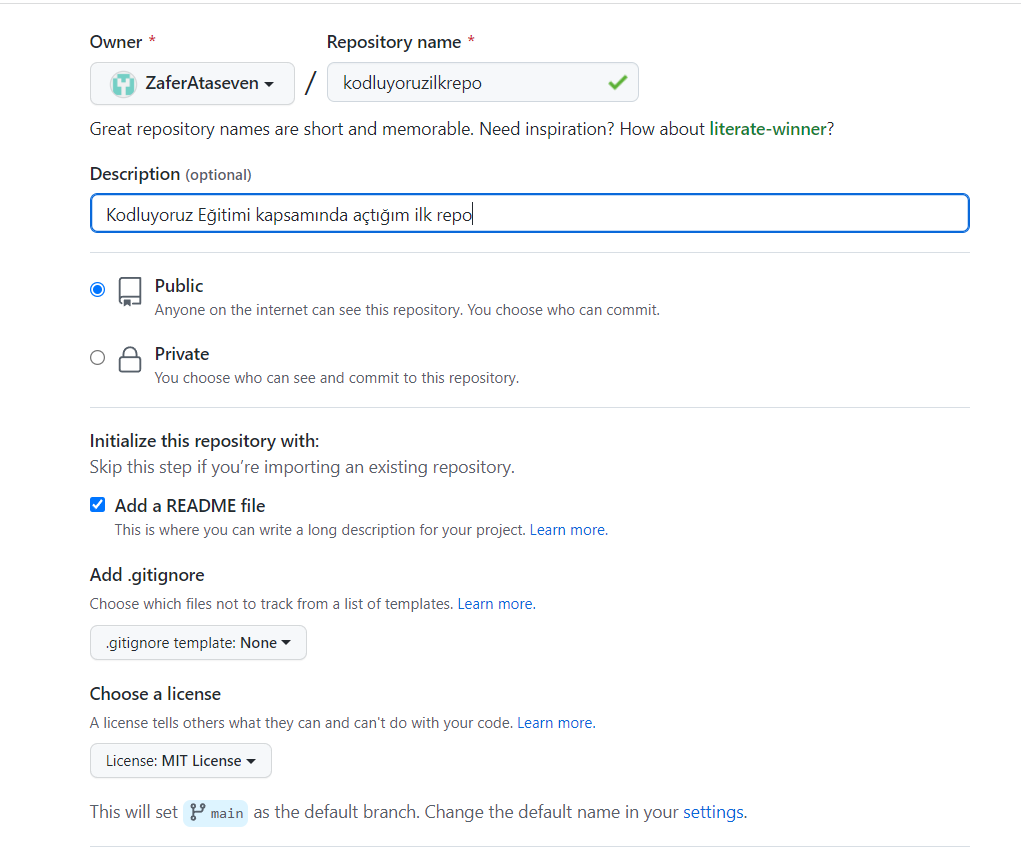 Owner * Repository name *
ZaferAtaseven / kodluyoruzilkrepo
Great repository names are short and memorable. Need inspiration? How about literate-winner?
Description (optional)
Kodluyoruz Eğitimi kapsamında açtığım ilk repo
Public
Anyone on the internet can see this repository. You choose who can commit.
Private
You choose who can see and commit to this repository.
Initialize this repository with:
Skip this step if you're importing an existing repository.
Add a README file
This is where you can write a long description for your project. Learn more.
Add .gitignore
Choose which files not to track from a list of templates. Learn more.
.gitignore template: None
Choose a license
A license tells others what they can and can't do with your code. Learn more.
License: MIT License
This will set main as the default branch. Change the default name in your settings.